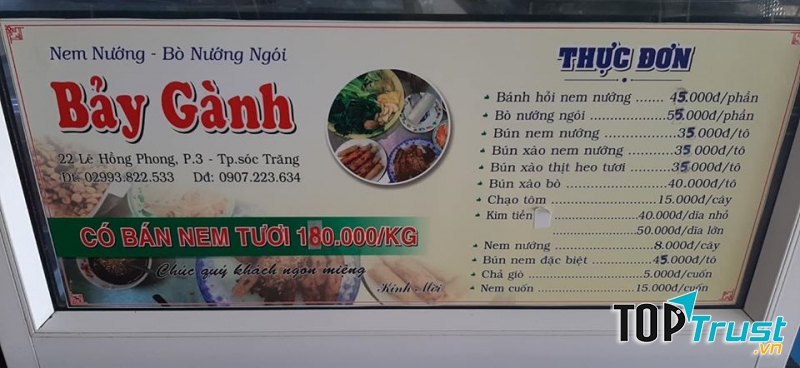 Nem Nướng - Bò Nướng Ngói
Bảy Gành
22 Lê Hồng Phong, P.3 - Tp.sóc Trăng
Đt: 02993.822.533 Dđ: 0907.223.634
CÓ BÁN NEM TƯƠI 180.000/KG
Chúc quý khách ngon miệng
Kính Mời
THỰC ĐƠN
Bánh hỏi nem nướng ....... 45.000đ/phần
Bò nướng ngói ................ 55.000đ/phần
Bún nem nướng .............. 35.000đ/tô
Bún xào nem nướng ........ 35.000đ/tô
Bún xào thịt heo tươi ...... 35.000đ/tô
Bún xào bò ..................... 40.000đ/tô
Chạo tôm ........................ 15.000đ/cây
Kim tiền ................ 40.000đ/dĩa nhỏ
................ 50.000đ/dĩa lớn
Nem nướng ..................... 8.000đ/cây
Bún nem đặc biệt ............ 45.000đ/tô
Chả giò ........................... 5.000đ/cuốn
Nem cuốn ....................... 15.000đ/cuốn
TOPTrust.vn